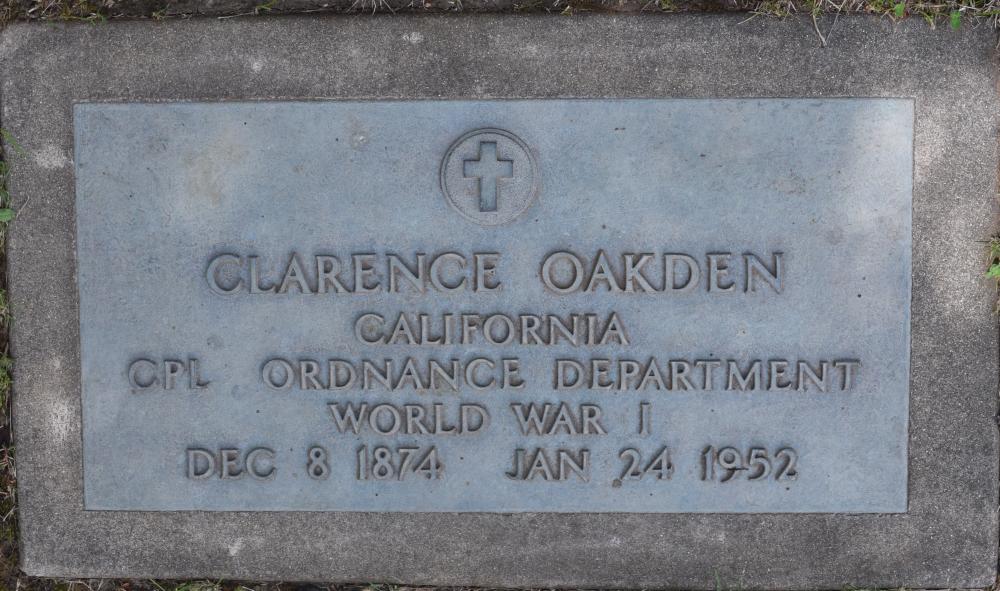 CLARENCE OAKDEN
CALIFORNIA
CPL ORDNANCE DEPARTMENT
WORLD WAR I
DEC 8 1874 JAN 24 1952